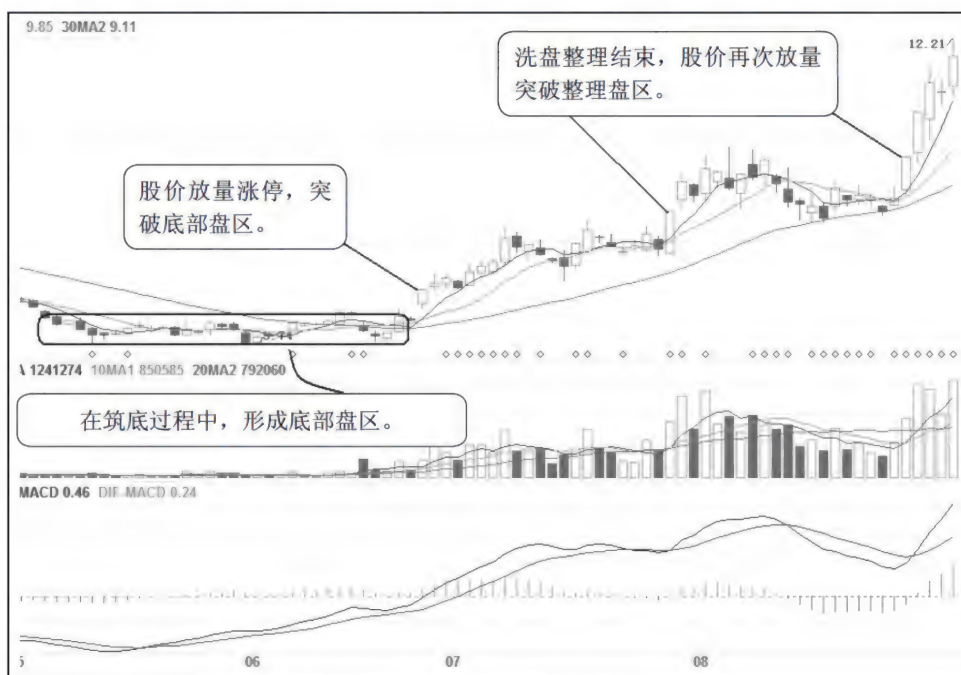 9.85 30MA2 9.11
12.21
洗盘整理结束，股价再次放量
突破整理盘区。
股价放量涨停，突
破底部盘区。
1241274 10MA1 850585 20MA2 792060
在筑底过程中，形成底部盘区。
MACD 0.46 DIF-MACD 0.24
06 07 08